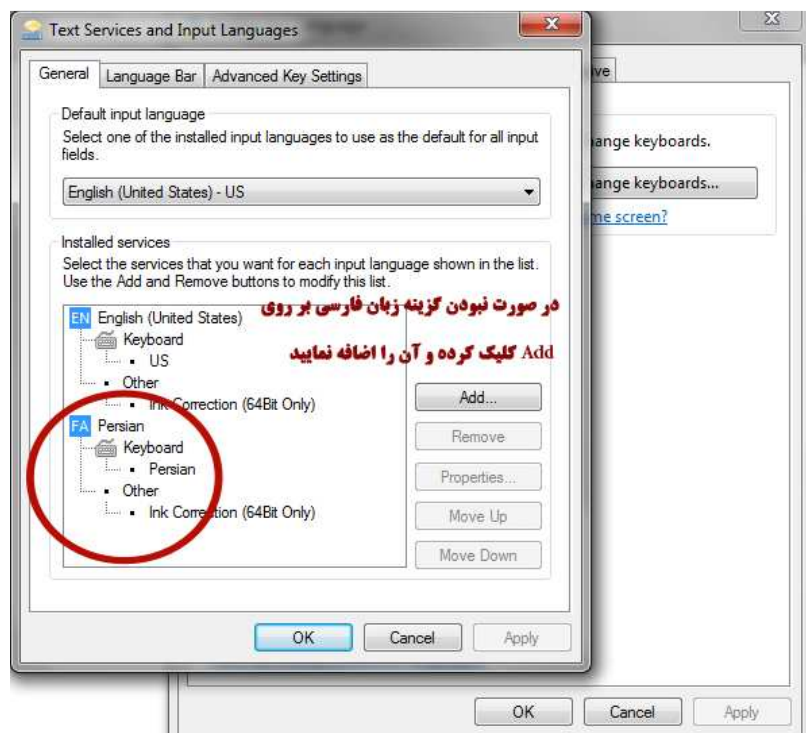 Text Services and Input Languages
General
Language Bar
Advanced Key Settings
Default input language
Select one of the installed input languages to use as the default for all input
fields.
English (United States) - US
Installed services
Select the services that you want for each input language shown in the list.
Use the Add and Remove buttons to modify this list.
در صورت نبودن گزینه زبان فارسی بر روی
Add کلیک کرده و آن را اضافه نمایید
EN English (United States)
Keyboard
US
Other
Ink Correction (64Bit Only)
FA Persian
Keyboard
Persian
Other
Ink Correction (64Bit Only)
Add...
Remove
Properties...
Move Up
Move Down
OK
Cancel
Apply
ange keyboards.
ange keyboards...
me screen?
OK
Cancel
Apply